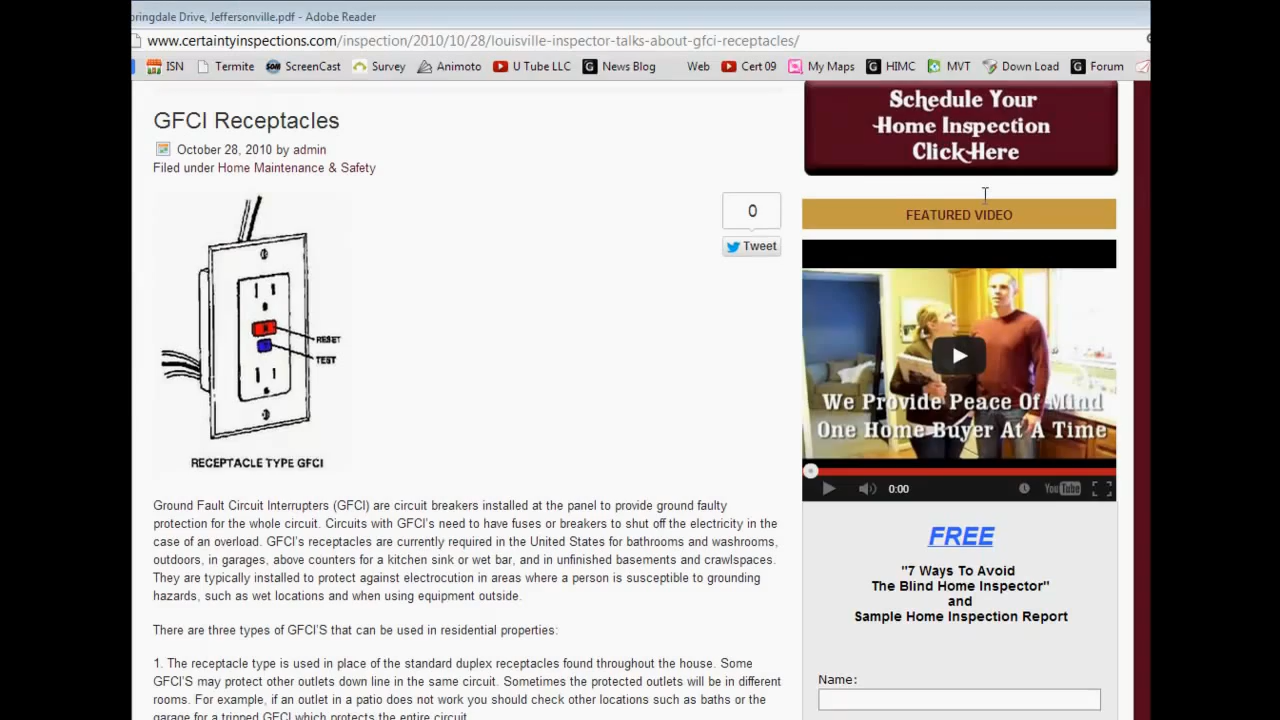 oringdale Drive, Jeffersonville.pdf - Adobe Reader
www.certaintyinspections.com/inspection/2010/10/28/louisville-inspector-talks-about-gfci-receptacles/
ISN Termite ScreenCast Survey Animoto U Tube LLC News Blog Web Cert 09 My Maps HIMC MVT Down Load Forum
GFCI Receptacles
October 28, 2010 by admin
Filed under Home Maintenance & Safety
0
Tweet
RESET
TEST
RECEPTACLE TYPE GFCI
Ground Fault Circuit Interrupters (GFCI) are circuit breakers installed at the panel to provide ground faulty
protection for the whole circuit. Circuits with GFCI's need to have fuses or breakers to shut off the electricity in the
case of an overload. GFCI's receptacles are currently required in the United States for bathrooms and washrooms,
outdoors, in garages, above counters for a kitchen sink or wet bar, and in unfinished basements and crawlspaces.
They are typically installed to protect against electrocution in areas where a person is susceptible to grounding
hazards, such as wet locations and when using equipment outside.
There are three types of GFCI'S that can be used in residential properties:
1. The receptacle type is used in place of the standard duplex receptacles found throughout the house. Some
GFCI'S may protect other outlets down line in the same circuit. Sometimes the protected outlets will be in different
rooms. For example, if an outlet in a patio does not work you should check other locations such as baths or the
garage for a tripped GFCI which protects the entire circuit.
Schedule Your
Home Inspection
Click Here
FEATURED VIDEO
We Provide Peace Of Mind
One Home Buyer At A Time
0:00
YouTube
FREE
"7 Ways To Avoid
The Blind Home Inspector"
and
Sample Home Inspection Report
Name: